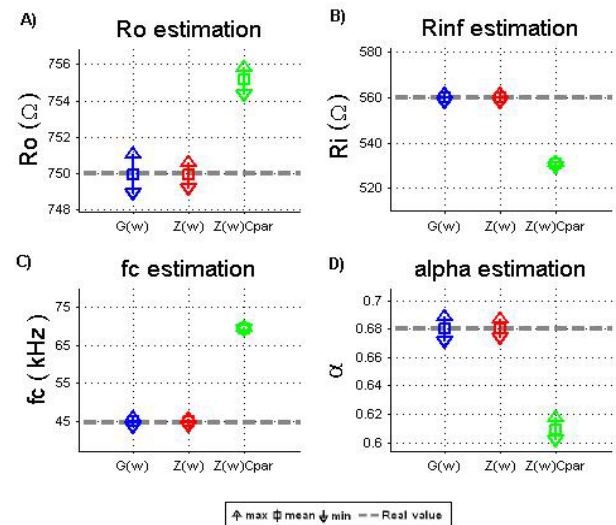 A)
Ro estimation
Ro (Ω)
756
754
752
750
748
G(w) Z(w) Z(w)Cpar
B)
Rinf estimation
Ri (Ω)
580
560
540
520
G(w) Z(w) Z(w)Cpar
C)
fc estimation
fc ( kHz)
75
65
55
45
G(w) Z(w) Z(w)Cpar
D)
alpha estimation
α
0.7
0.68
0.66
0.64
0.62
0.6
G(w) Z(w) Z(w)Cpar
max mean min Real value